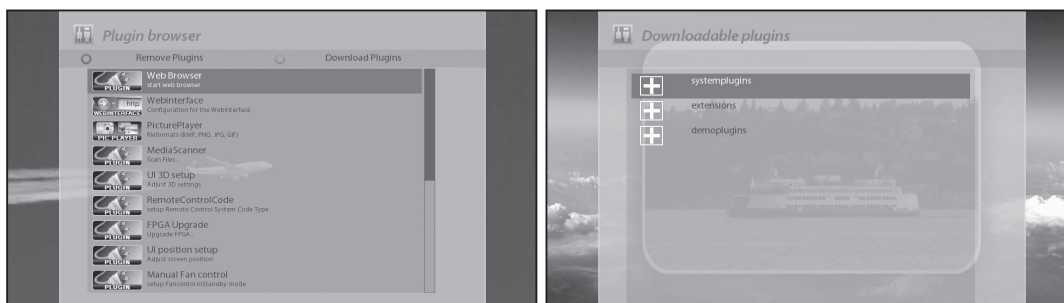 Plugin browser
Remove Plugins Download Plugins
PLUGIN Web Browser
start web browser
http:
WEBINTERFACE Webinterface
Configuration for the Webinterface
PIC PLAYER PicturePlayer
fileformats (BMP, PNG, JPG, GIF)
PLUGIN MediaScanner
Scan Files...
PLUGIN UI 3D setup
Adjust 3D settings
PLUGIN RemoteControlCode
setup Remote Control System Code Type
PLUGIN FPGA Upgrade
Upgrade FPGA..
PLUGIN UI position setup
Adjust screen position
PLUGIN Manual Fan control
setup Fancontrol inStandby mode
Downloadable plugins
systemplugins
extensions
demoplugins